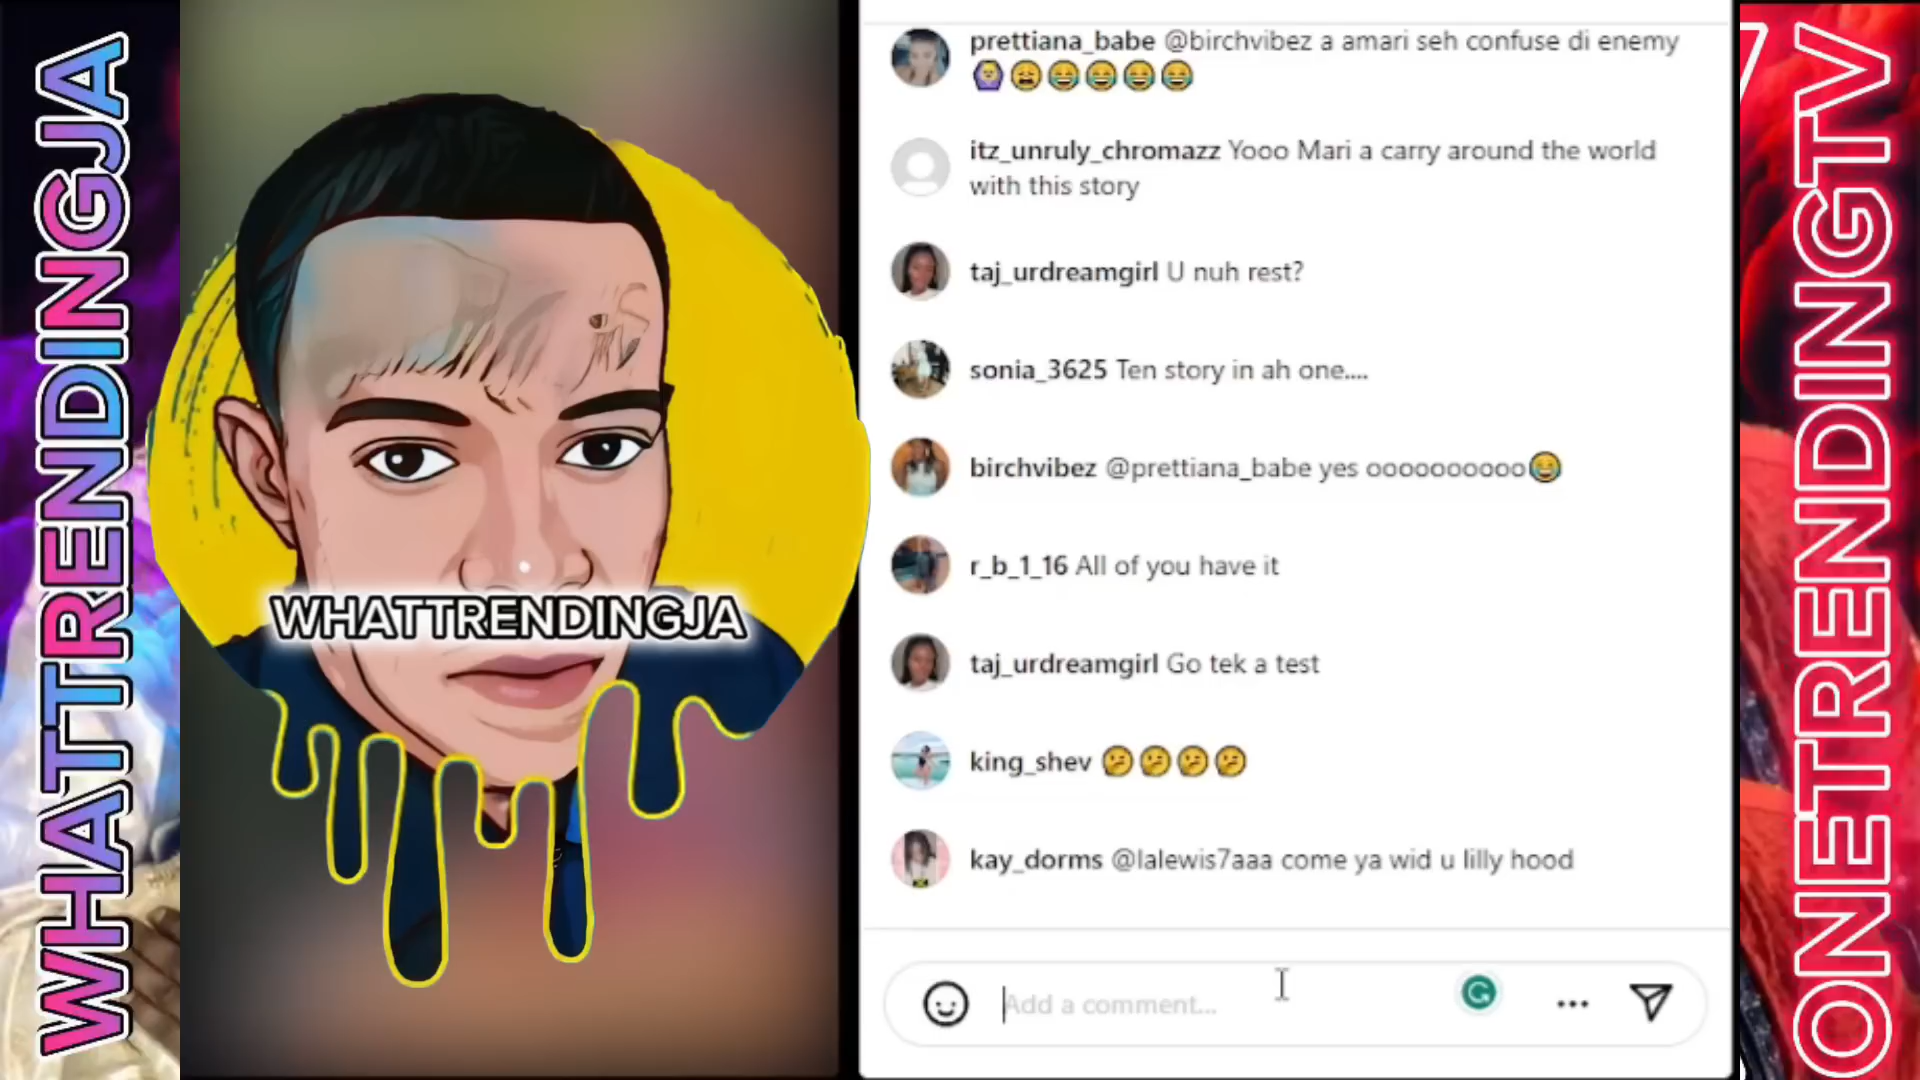 WHATTRENDINGJA
WHATTRENDINGJA
prettiana_babe @birchvibez a amari seh confuse di enemy
🙆😩😂😂😂😂
itz_unruly_chromazz Yooo Mari a carry around the world
with this story
taj_urdreamgirl U nuh rest?
sonia_3625 Ten story in ah one....
birchvibez @prettiana_babe yes oooooooooo😂
r_b_1_16 All of you have it
taj_urdreamgirl Go tek a test
king_shev 🫤🫤🫤🫤
kay_dorms @lalewis7aaa come ya wid u lilly hood
Add a comment...
ONETRENDINGTV